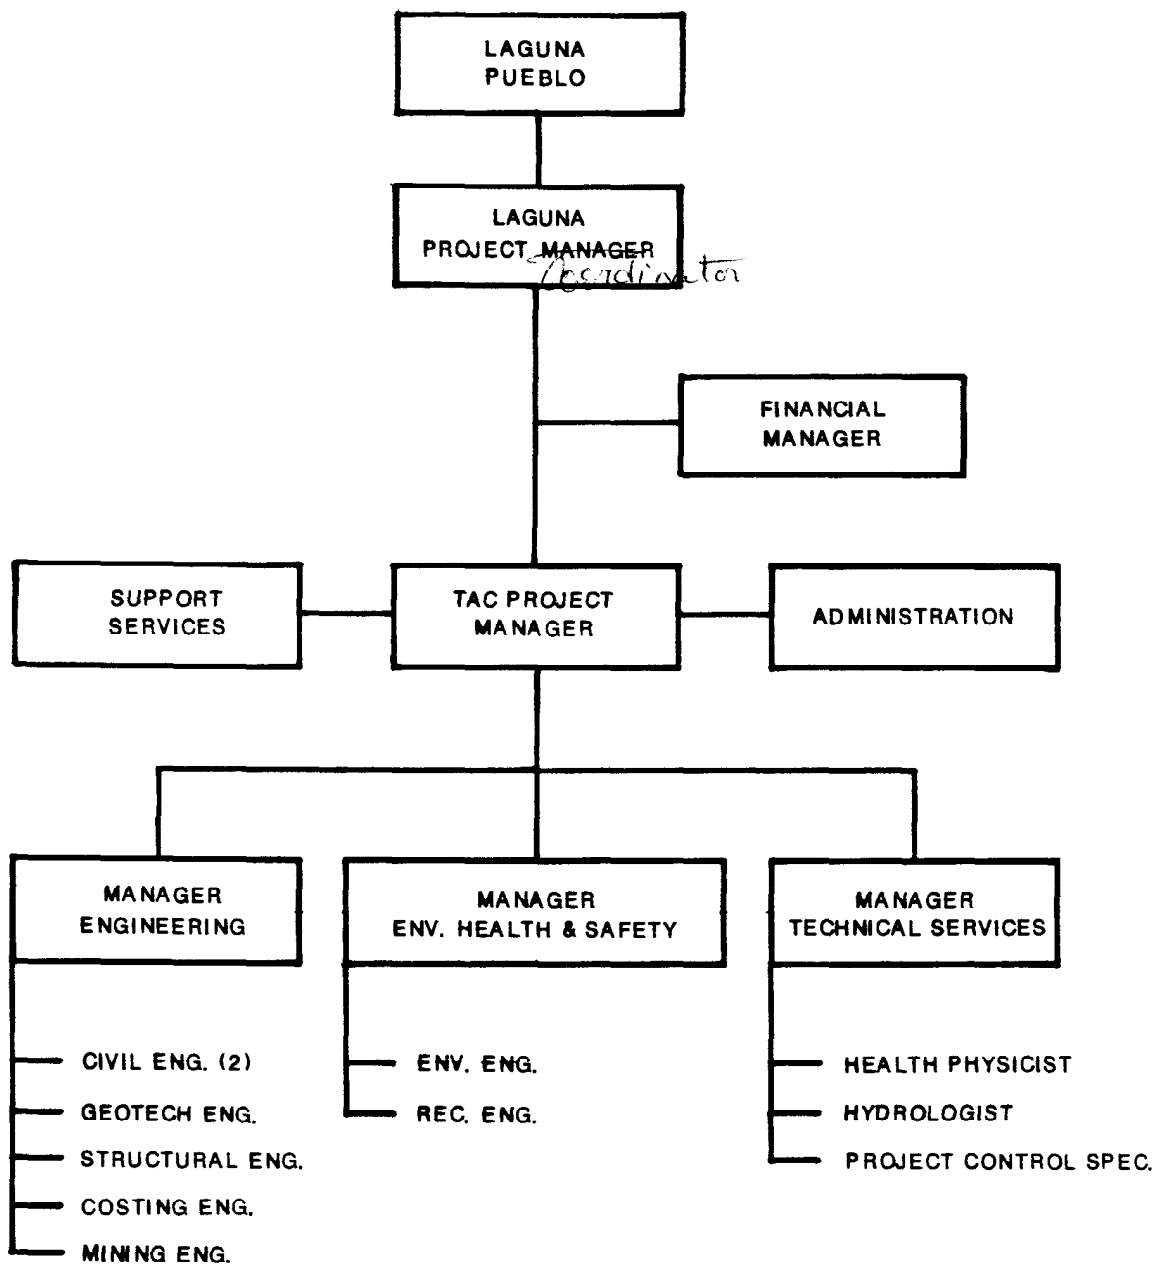 LAGUNA
PUEBLO
LAGUNA
PROJECT MANAGER
Coordinator
FINANCIAL
MANAGER
SUPPORT
SERVICES
TAC PROJECT
MANAGER
ADMINISTRATION
MANAGER
ENGINEERING
CIVIL ENG. (2)
GEOTECH ENG.
STRUCTURAL ENG.
COSTING ENG.
MINING ENG.
MANAGER
ENV. HEALTH & SAFETY
ENV. ENG.
REC. ENG.
MANAGER
TECHNICAL SERVICES
HEALTH PHYSICIST
HYDROLOGIST
PROJECT CONTROL SPEC.